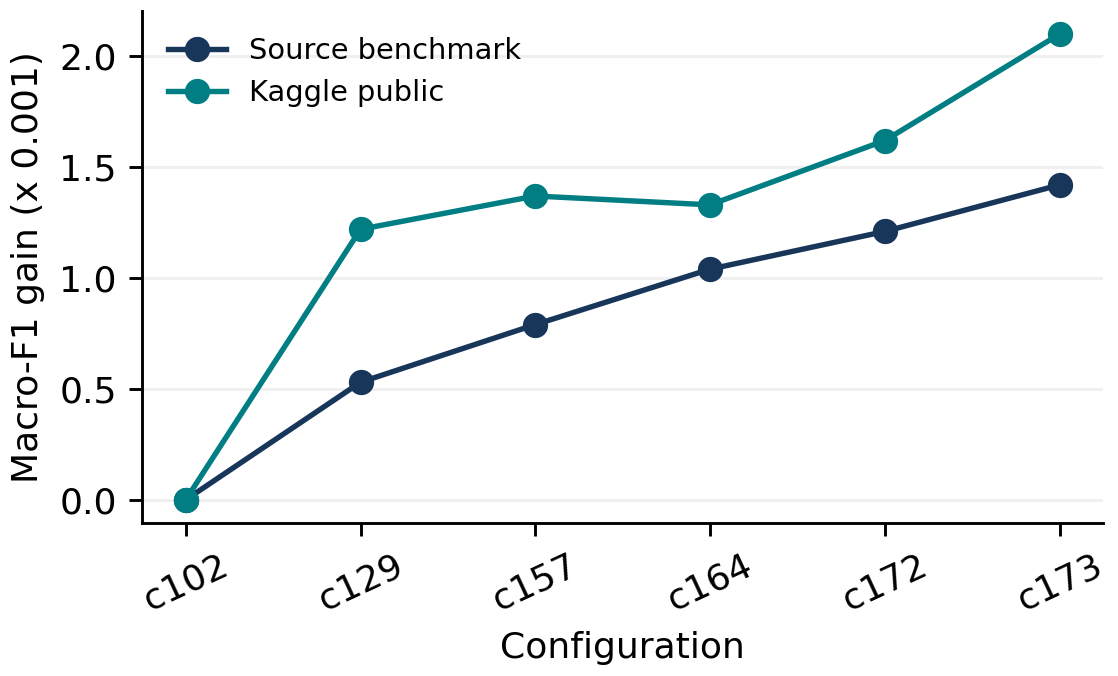 Macro-F1 gain (x 0.001)
2.0
1.5
1.0
0.5
0.0
Source benchmark
Kaggle public
c102 c129 c157 c164 c172 c173
Configuration